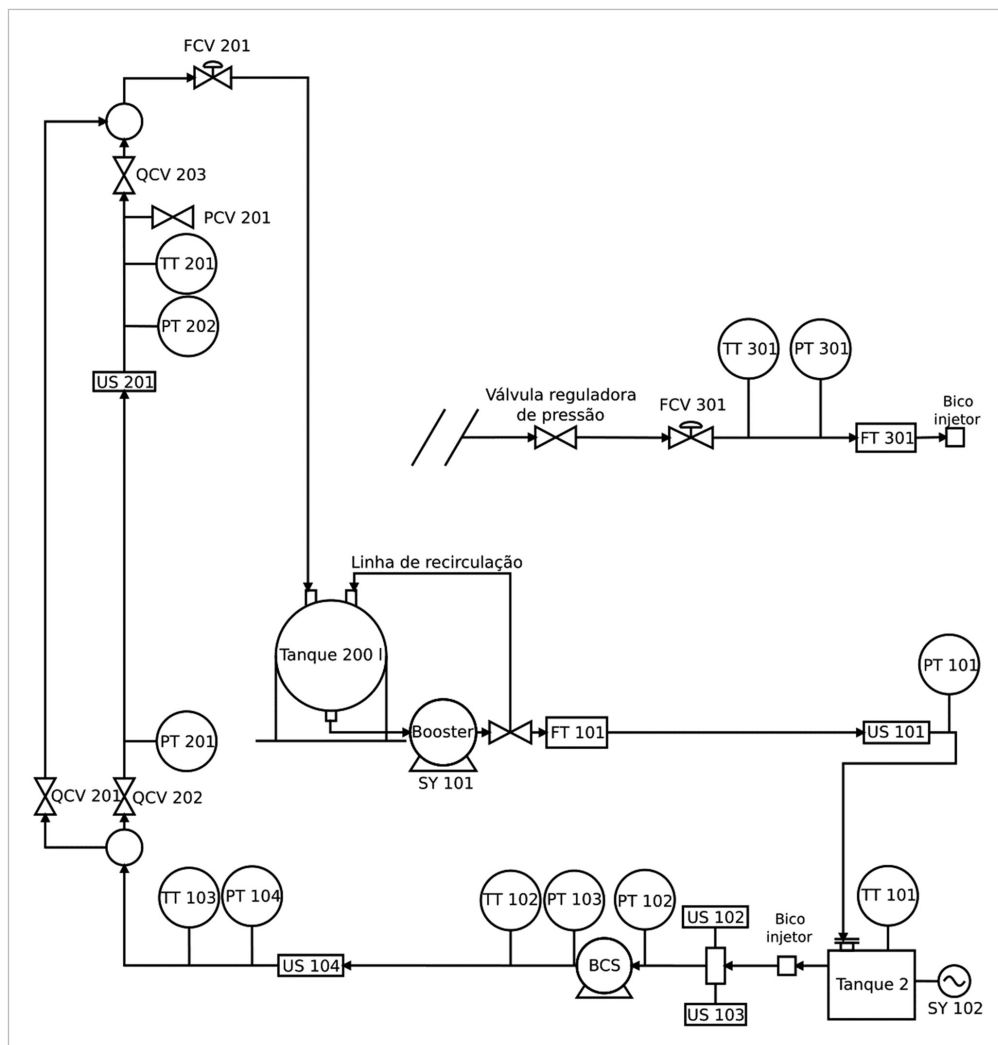 FCV 201
QCV 203
PCV 201
TT 201
PT 202
US 201
TT 301
PT 301
Válvula reguladora
de pressão
FCV 301
Bico
injetor
FT 301
Linha de recirculação
Tanque 200 l
PT 101
Booster
FT 101
US 101
SY 101
PT 201
QCV 201
QCV 202
TT 103
PT 104
TT 102
PT 103
PT 102
TT 101
US 102
Bico
injetor
US 104
BCS
Tanque 2
US 103
SY 102